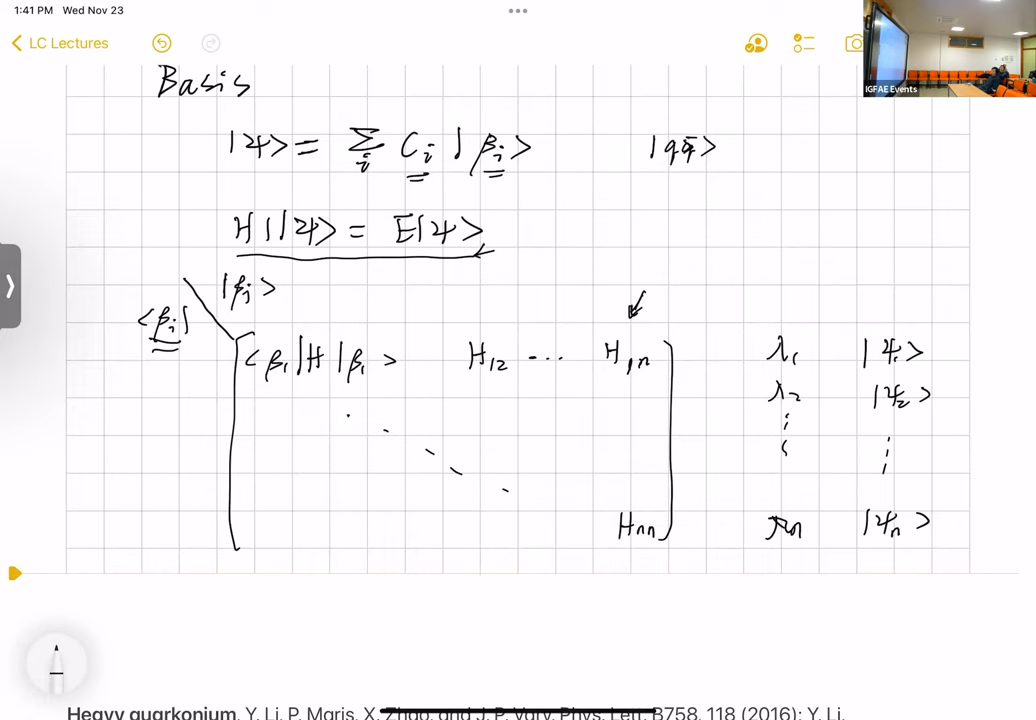 1:41 PM Wed Nov 23
LC Lectures
IGFAE Events
Basis
|ψ> = Σ_i C_i |β_i> |qq̄>
H||ψ> = E|ψ>
|β_j>
<β_i|
<β_1|H|β_1> H_12 ... H_1n λ_1 |ψ_1>
λ_2 |ψ_2>
H_nn λ_n |ψ_n>
Heavy quarkonium, Y. Li, P. Maris, X. Zhao, and J. P. Vary, Phys. Lett. B758, 118 (2016); Y. Li,